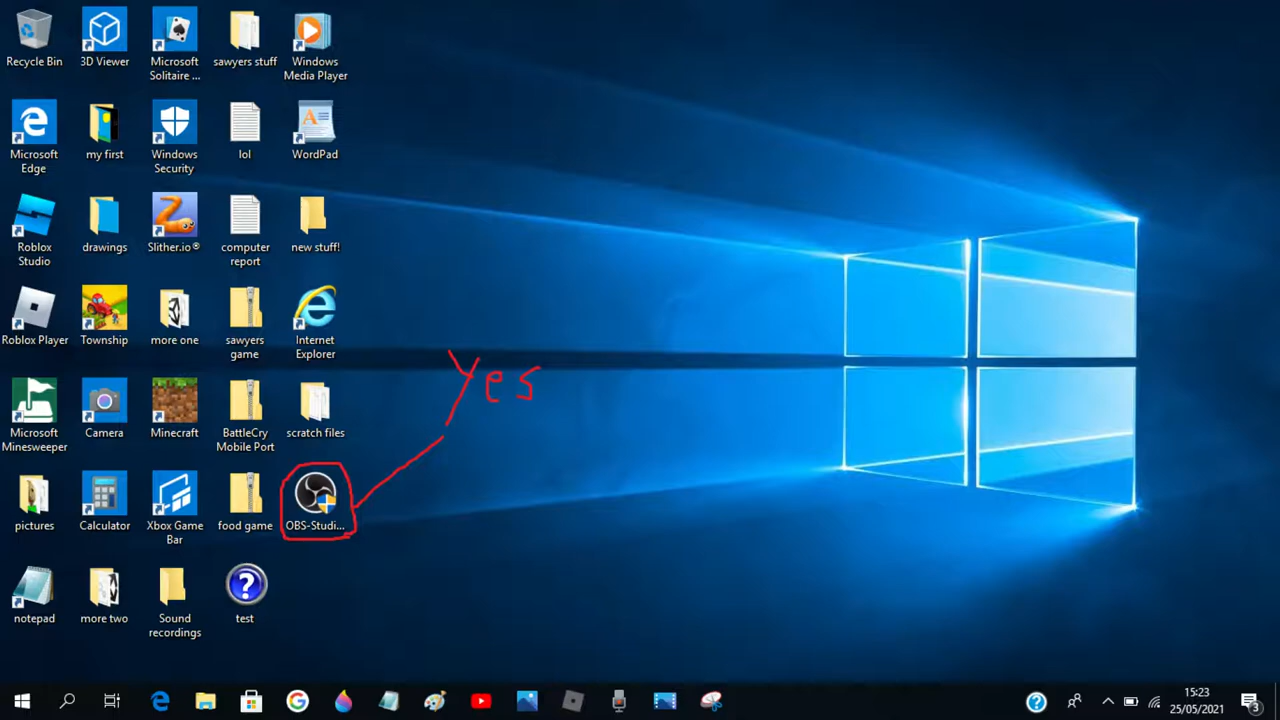 Recycle Bin
3D Viewer
Microsoft
Solitaire ...
sawyers stuff
Windows
Media Player
Microsoft
Edge
my first
Windows
Security
lol
WordPad
Roblox
Studio
drawings
Slither.io®
computer
report
new stuff!
Roblox Player
Township
more one
sawyers
game
Internet
Explorer
Yes
Microsoft
Minesweeper
Camera
Minecraft
BattleCry
Mobile Port
scratch files
pictures
Calculator
Xbox Game
Bar
food game
OBS-Studi...
notepad
more two
Sound
recordings
test
15:23
25/05/2021
3